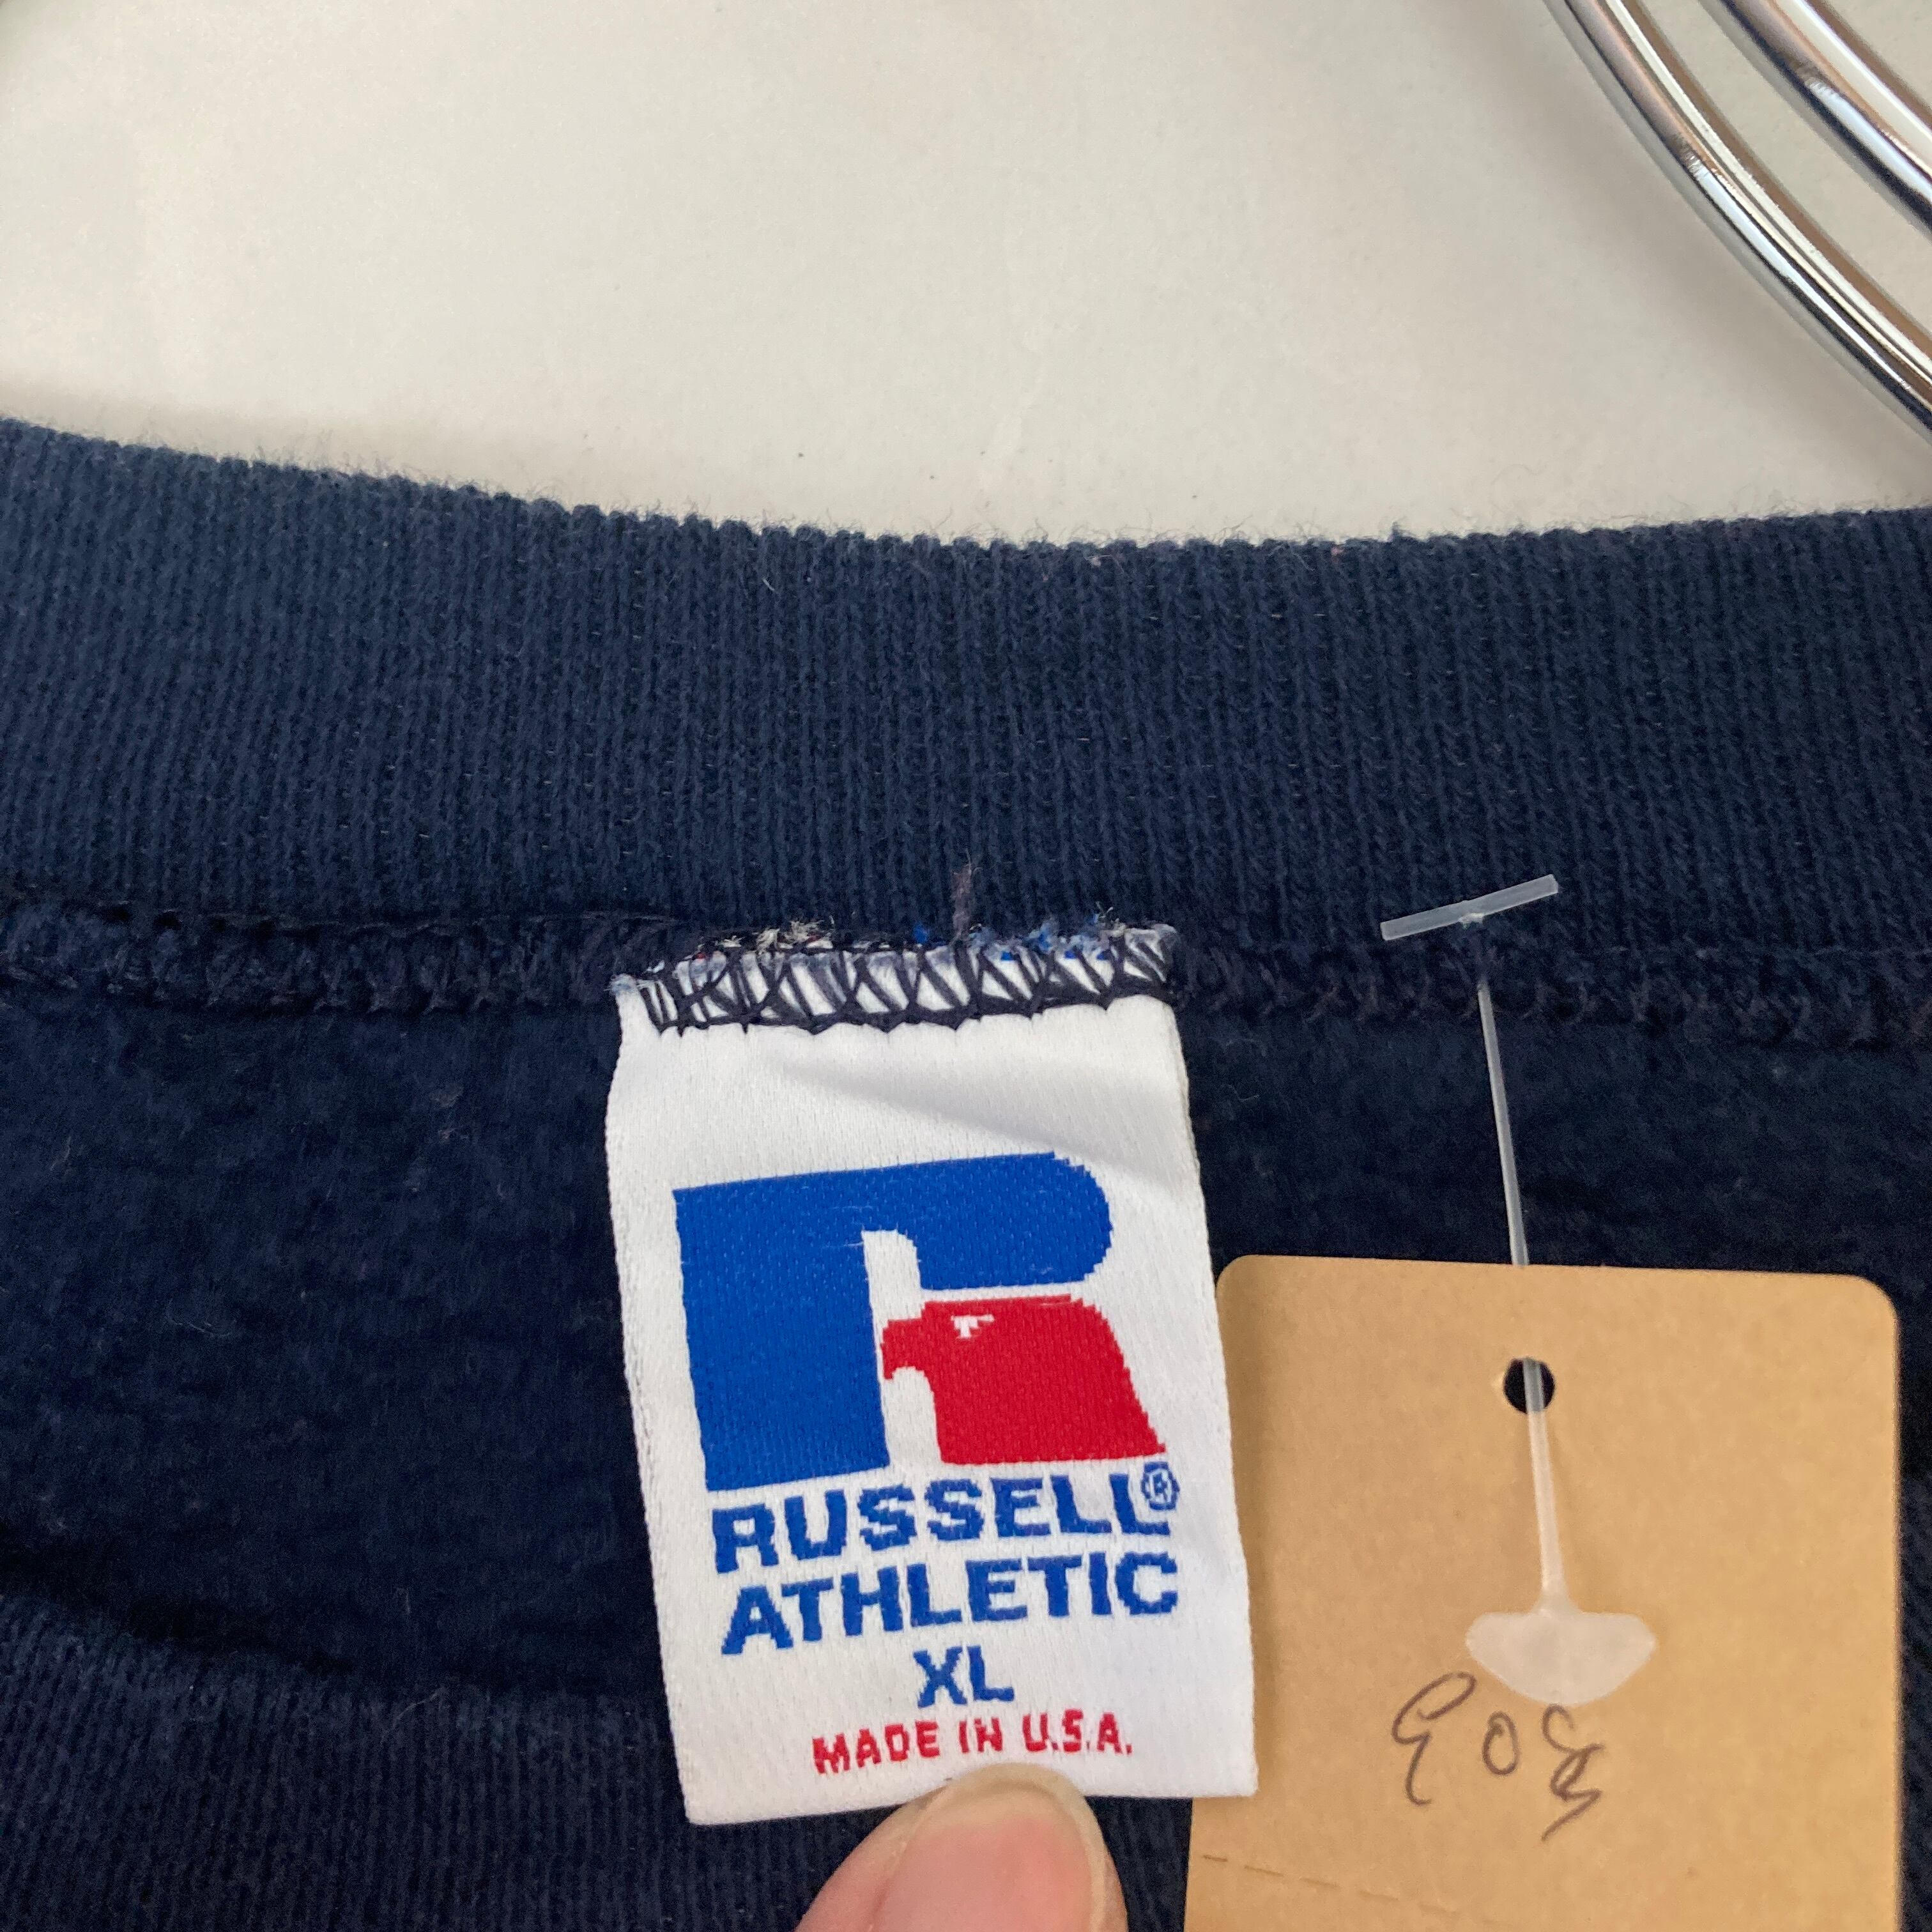 RUSSELL®
ATHLETIC
XL
MADE IN U.S.A.